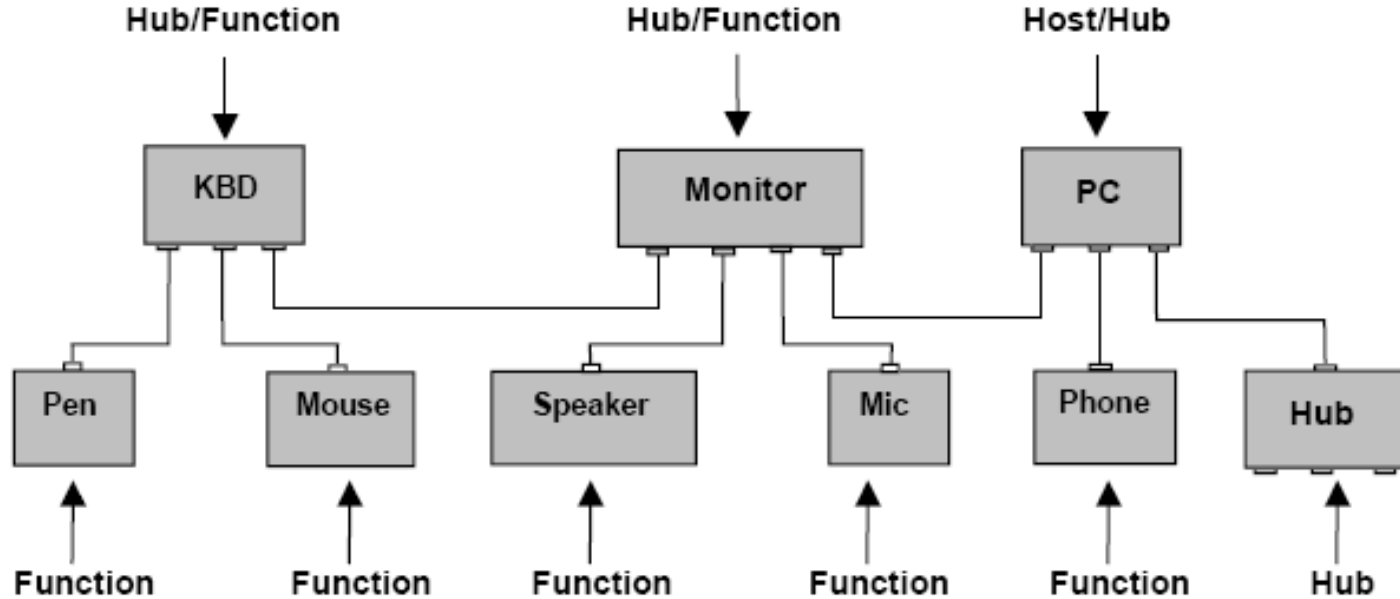 Hub/Function Hub/Function Host/Hub
KBD Monitor PC
Pen Mouse Speaker Mic Phone Hub
Function Function Function Function Function Hub